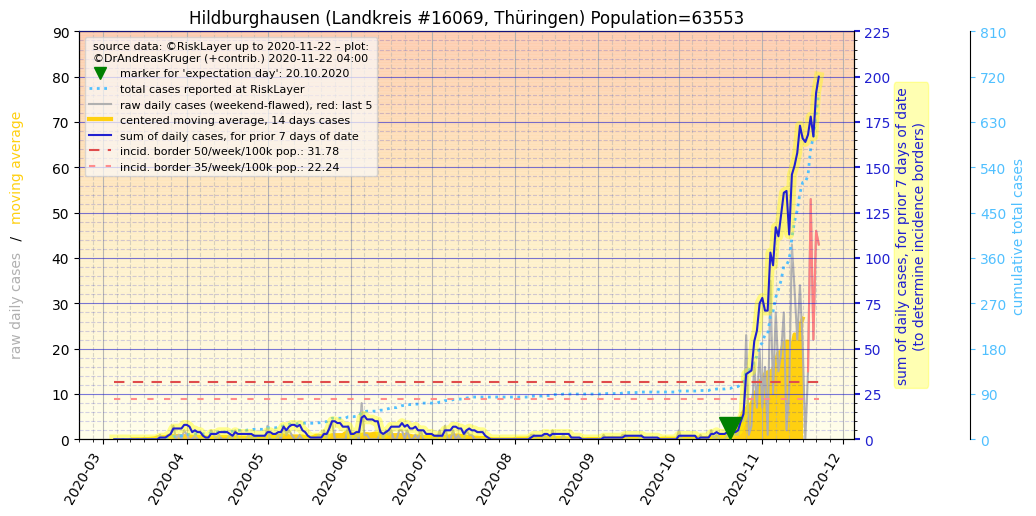 Hildburghausen (Landkreis #16069, Thüringen) Population=63553
source data: ©RiskLayer up to 2020-11-22 – plot:
©DrAndreasKruger (+contrib.) 2020-11-22 04:00
marker for 'expectation day': 20.10.2020
total cases reported at RiskLayer
raw daily cases (weekend-flawed), red: last 5
centered moving average, 14 days cases
sum of daily cases, for prior 7 days of date
incid. border 50/week/100k pop.: 31.78
incid. border 35/week/100k pop.: 22.24
raw daily cases / moving average
90
80
70
60
50
40
30
20
10
0
2020-03
2020-04
2020-05
2020-06
2020-07
2020-08
2020-09
2020-10
2020-11
2020-12
225
200
175
150
125
100
75
50
25
0
sum of daily cases, for prior 7 days of date
(to determine incidence borders)
810
720
630
540
450
360
270
180
90
0
cumulative total cases